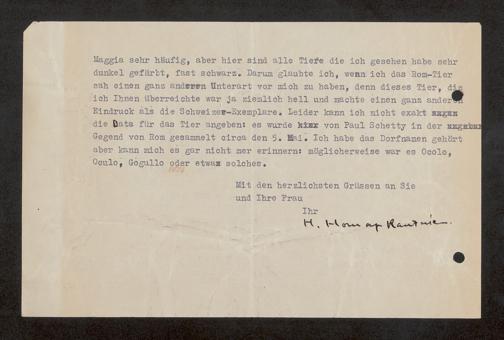 Maggia sehr häufig, aber hier sind alle Tiere die ich gesehen habe sehr
dunkel gefärbt, fast schwarz. Darum glaubte ich, wenn ich das Rom-Tier
sah einen ganz anderen Unterart vor mich zu haben, denn dieses Tier, die
ich Ihnen überreichte war ja ziemlich hell und machte einen ganz anderen
Eindruck als die Schweizer-Exemplare. Leider kann ich nicht exakt
die Data für das Tier angeben: es wurde von Paul Schetty in der
Gegend von Rom gesammelt circa den 5. Mai. Ich habe das Dorfnamen gehört
aber kann mich es gar nicht mer erinnern: möglicherweise war es Ocolo,
Oculo, Gogullo oder etwas solches.
Mit den herzlichsten Grüssen an Sie
und Ihre Frau
Ihr
H.